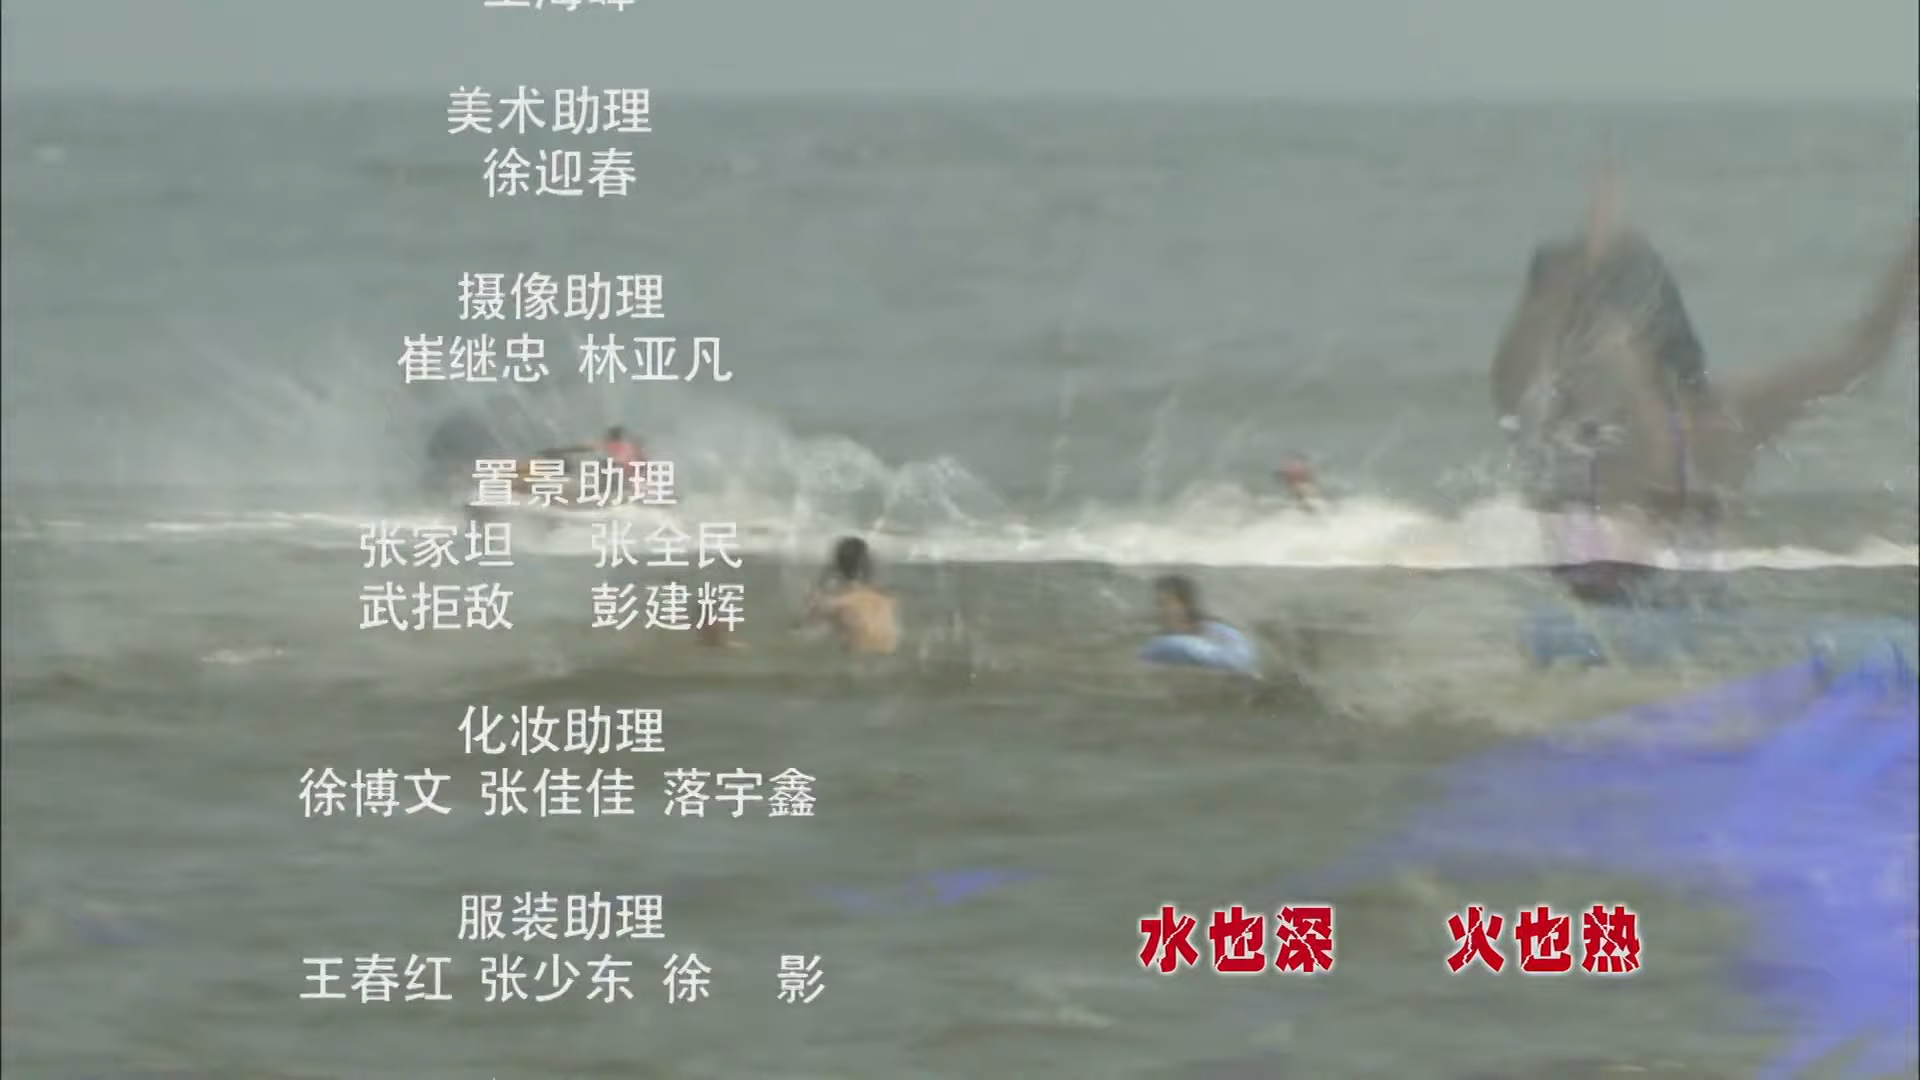 美术助理
徐迎春
摄像助理
崔继忠 林亚凡
置景助理
张家坦 张全民
武拒敌 彭建辉
化妆助理
徐博文 张佳佳 落宇鑫
服装助理
王春红 张少东 徐 影
水也深 火也热